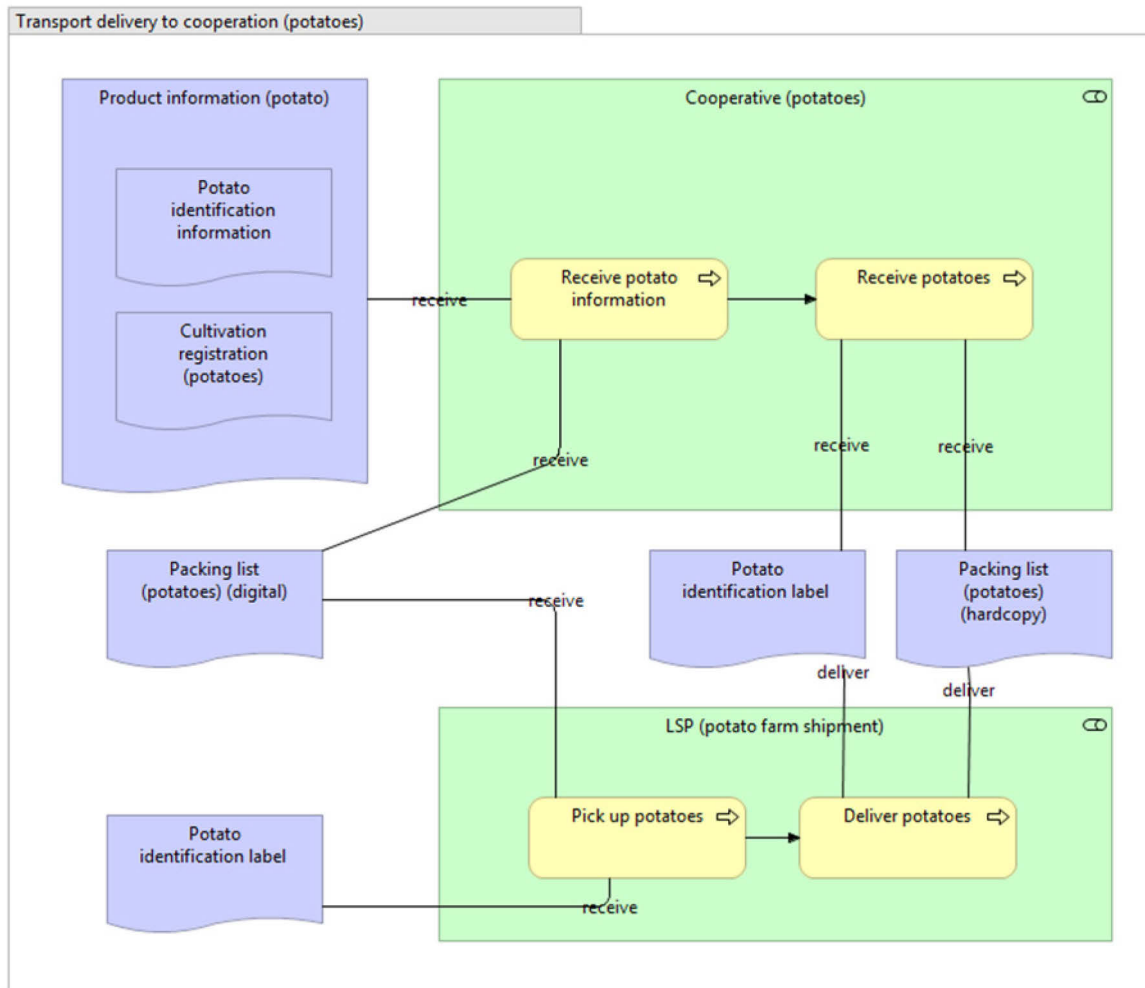 Transport delivery to cooperation (potatoes)
Product information (potato)
Cooperative (potatoes)
Potato
identification
information
Receive potato
information
Receive potatoes
receive
Cultivation
registration
(potatoes)
receive
receive
receive
Packing list
(potatoes) (digital)
Potato
identification label
Packing list
(potatoes)
(hardcopy)
receive
deliver
deliver
LSP (potato farm shipment)
Pick up potatoes
Deliver potatoes
Potato
identification label
receive